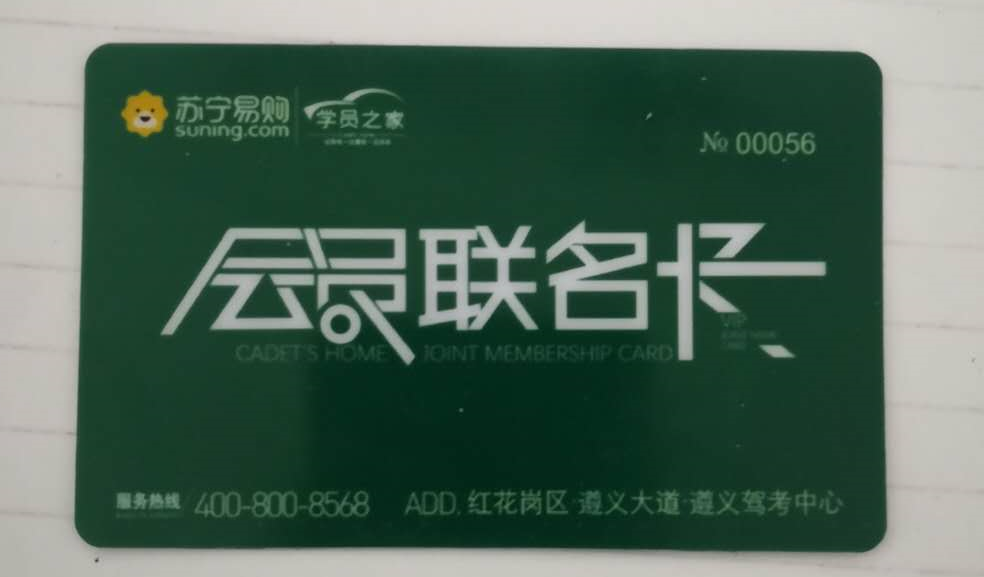 苏宁易购
suning.com
学员之家
№ 00056
会员联名卡
CADET'S HOME JOINT MEMBERSHIP CARD
VIP
服务热线 400-800-8568 ADD. 红花岗区·遵义大道·遵义驾考中心